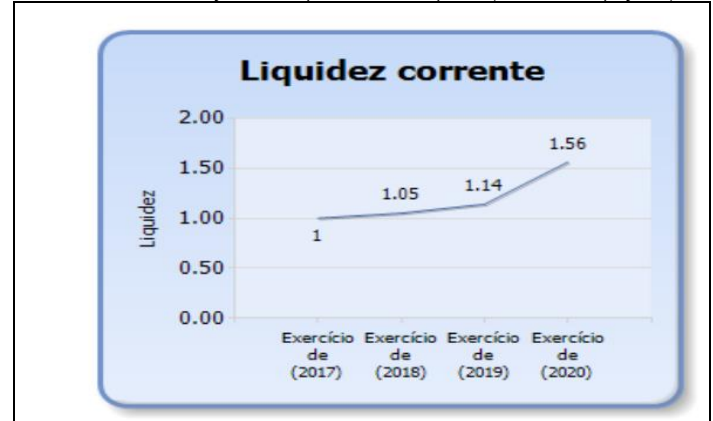 Liquidez corrente
2.00
1.56
1.50
1.14
1.05
Liquidez
1.00
1
0.50
0.00
Exercício Exercício Exercício Exercício
de de de de
(2017) (2018) (2019) (2020)